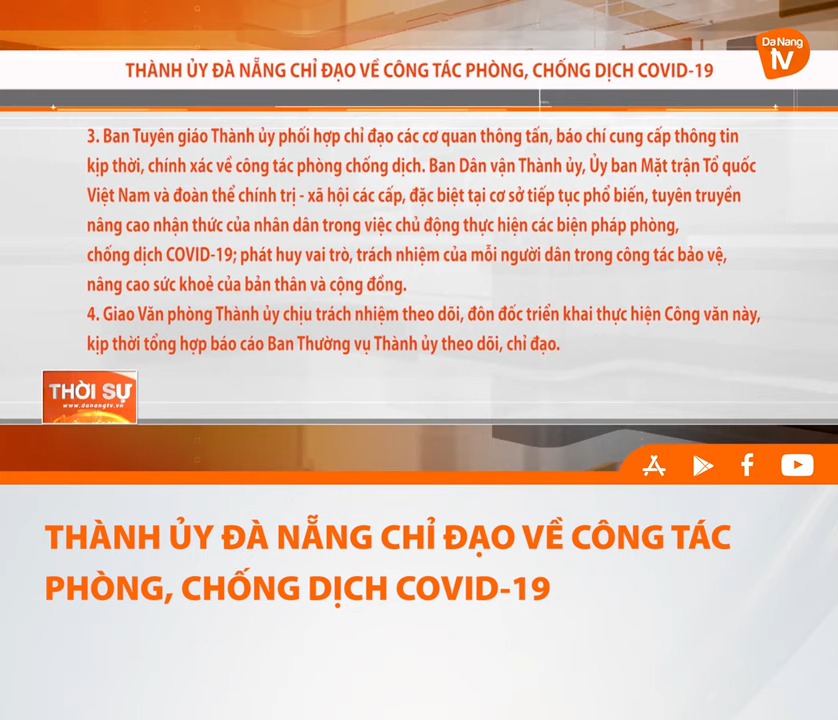 Da Nang
tv
THÀNH ỦY ĐÀ NẴNG CHỈ ĐẠO VỀ CÔNG TÁC PHÒNG, CHỐNG DỊCH COVID-19
3. Ban Tuyên giáo Thành ủy phối hợp chỉ đạo các cơ quan thông tấn, báo chí cung cấp thông tin
kịp thời, chính xác về công tác phòng chống dịch. Ban Dân vận Thành ủy, Ủy ban Mặt trận Tổ quốc
Việt Nam và đoàn thể chính trị - xã hội các cấp, đặc biệt tại cơ sở tiếp tục phổ biến, tuyên truyền
nâng cao nhận thức của nhân dân trong việc chủ động thực hiện các biện pháp phòng,
chống dịch COVID-19; phát huy vai trò, trách nhiệm của mỗi người dân trong công tác bảo vệ,
nâng cao sức khoẻ của bản thân và cộng đồng.
4. Giao Văn phòng Thành ủy chịu trách nhiệm theo dõi, đôn đốc triển khai thực hiện Công văn này,
kịp thời tổng hợp báo cáo Ban Thường vụ Thành ủy theo dõi, chỉ đạo.
THỜI SỰ
www.danangtv.vn
THÀNH ỦY ĐÀ NẴNG CHỈ ĐẠO VỀ CÔNG TÁC
PHÒNG, CHỐNG DỊCH COVID-19